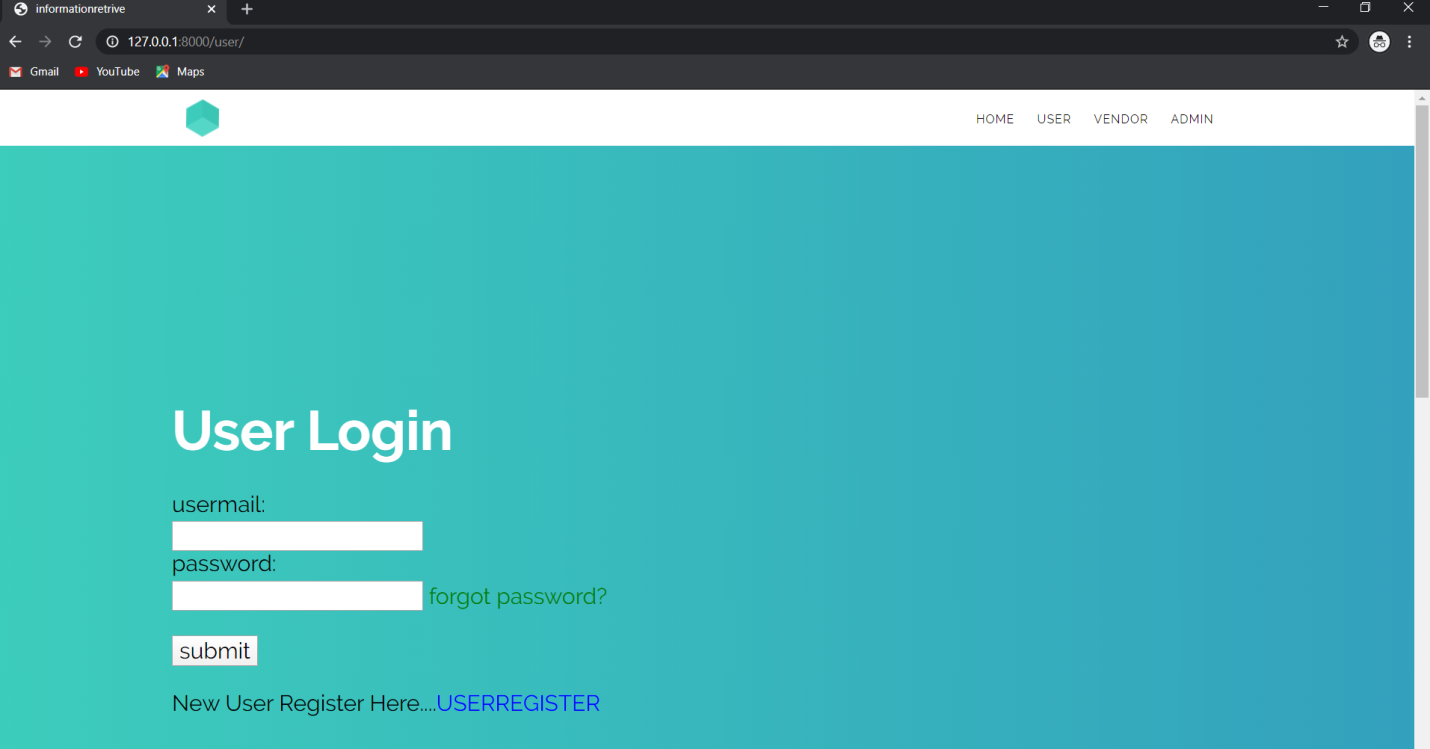 informationretrive
127.0.0.1:8000/user/
Gmail YouTube Maps
HOME USER VENDOR ADMIN
User Login
usermail:
password:
forgot password?
submit
New User Register Here....USERREGISTER